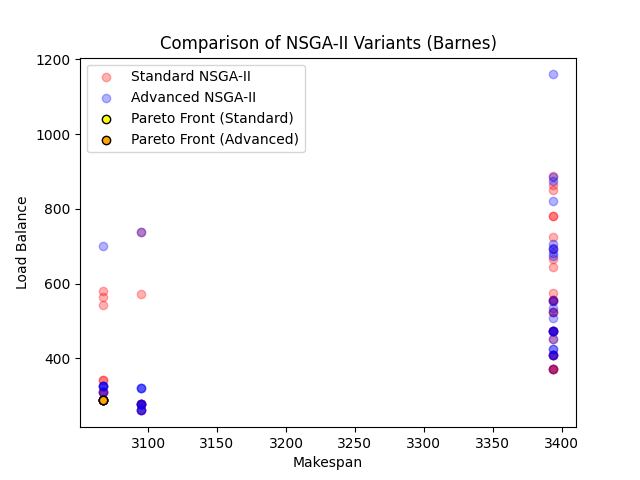 Comparison of NSGA-II Variants (Barnes)
1200
1000
800
600
400
Load Balance
Standard NSGA-II
Advanced NSGA-II
Pareto Front (Standard)
Pareto Front (Advanced)
3100 3150 3200 3250 3300 3350 3400
Makespan